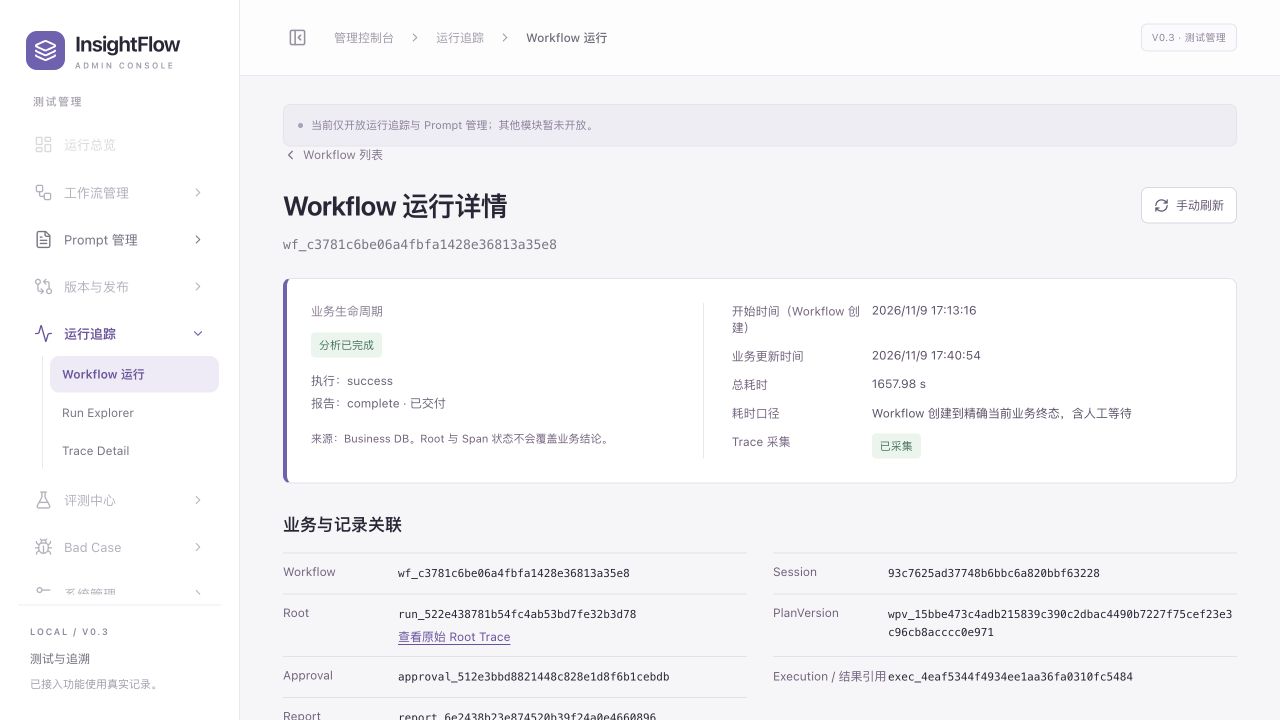 InsightFlow
ADMIN CONSOLE
测试管理
运行总览
工作流管理
Prompt 管理
版本与发布
运行追踪
Workflow 运行
Run Explorer
Trace Detail
评测中心
Bad Case
系统管理
LOCAL / V0.3
测试与追溯
已接入功能使用真实记录。
管理控制台
运行追踪
Workflow 运行
V0.3 · 测试管理
当前仅开放运行追踪与 Prompt 管理；其他模块暂未开放。
Workflow 列表
Workflow 运行详情
手动刷新
wf_c3781c6be06a4fbfa1428e36813a35e8
业务生命周期
分析已完成
执行：success
报告：complete · 已交付
来源：Business DB。Root 与 Span 状态不会覆盖业务结论。
开始时间（Workflow 创建） 2026/11/9 17:13:16
业务更新时间 2026/11/9 17:40:54
总耗时 1657.98 s
耗时口径 Workflow 创建到精确当前业务终态，含人工等待
Trace 采集 已采集
业务与记录关联
Workflow wf_c3781c6be06a4fbfa1428e36813a35e8
Session 93c7625ad37748b6bbc6a820bbf63228
Root run_522e438781b54fc4ab53bd7fe32b3d78
查看原始 Root Trace
PlanVersion wpv_15bbe473c4adb215839c390c2dbac4490b7227f75cef23e3
c96cb8acccc0e971
Approval approval_512e3bbd8821448c828e1d8f6b1cebdb
Execution / 结果引用 exec_4eaf5344f4934ee1aa36fa0310fc5484
Report report_6e2438b23e874520b39f24a0e4660896